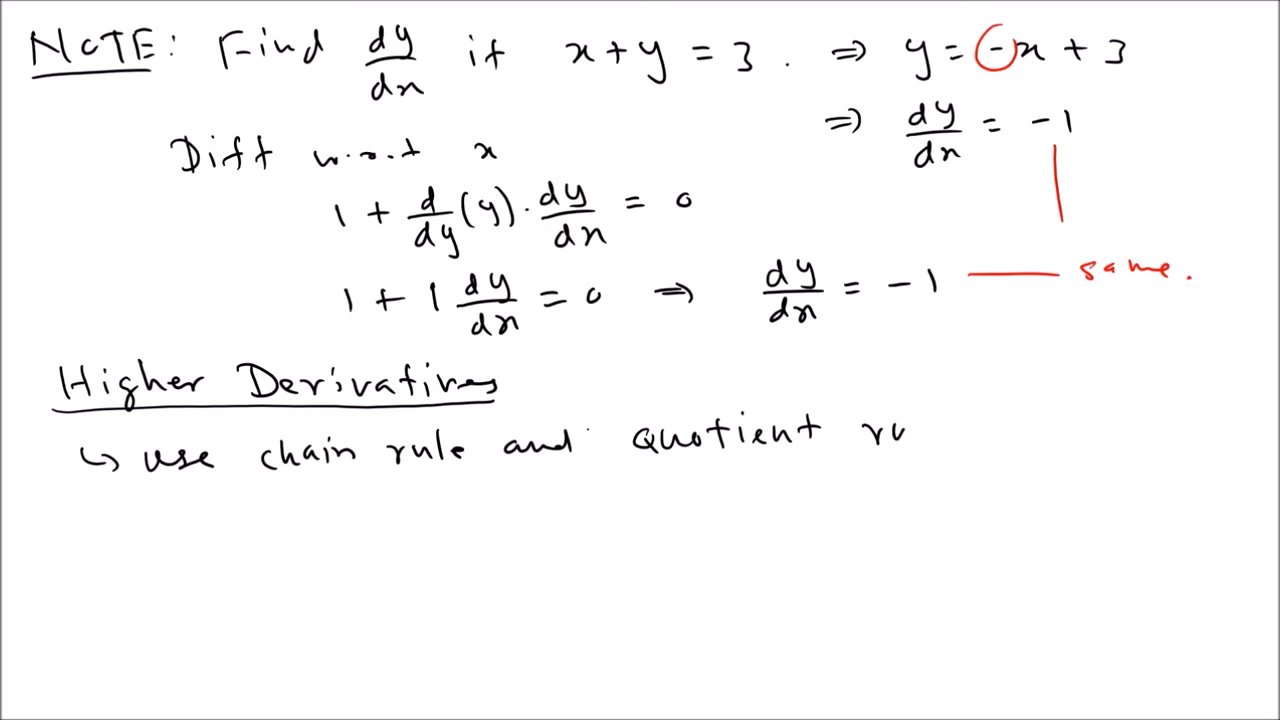 NOTE: Find dy/dx if x + y = 3. ⇒ y = -x + 3
⇒ dy/dx = -1
Diff w.r.t x
1 + d/dy (y) · dy/dx = 0
1 + 1 dy/dx = 0 ⇒ dy/dx = -1 — same.
Higher Derivatives
↳ use chain rule and quotient ru